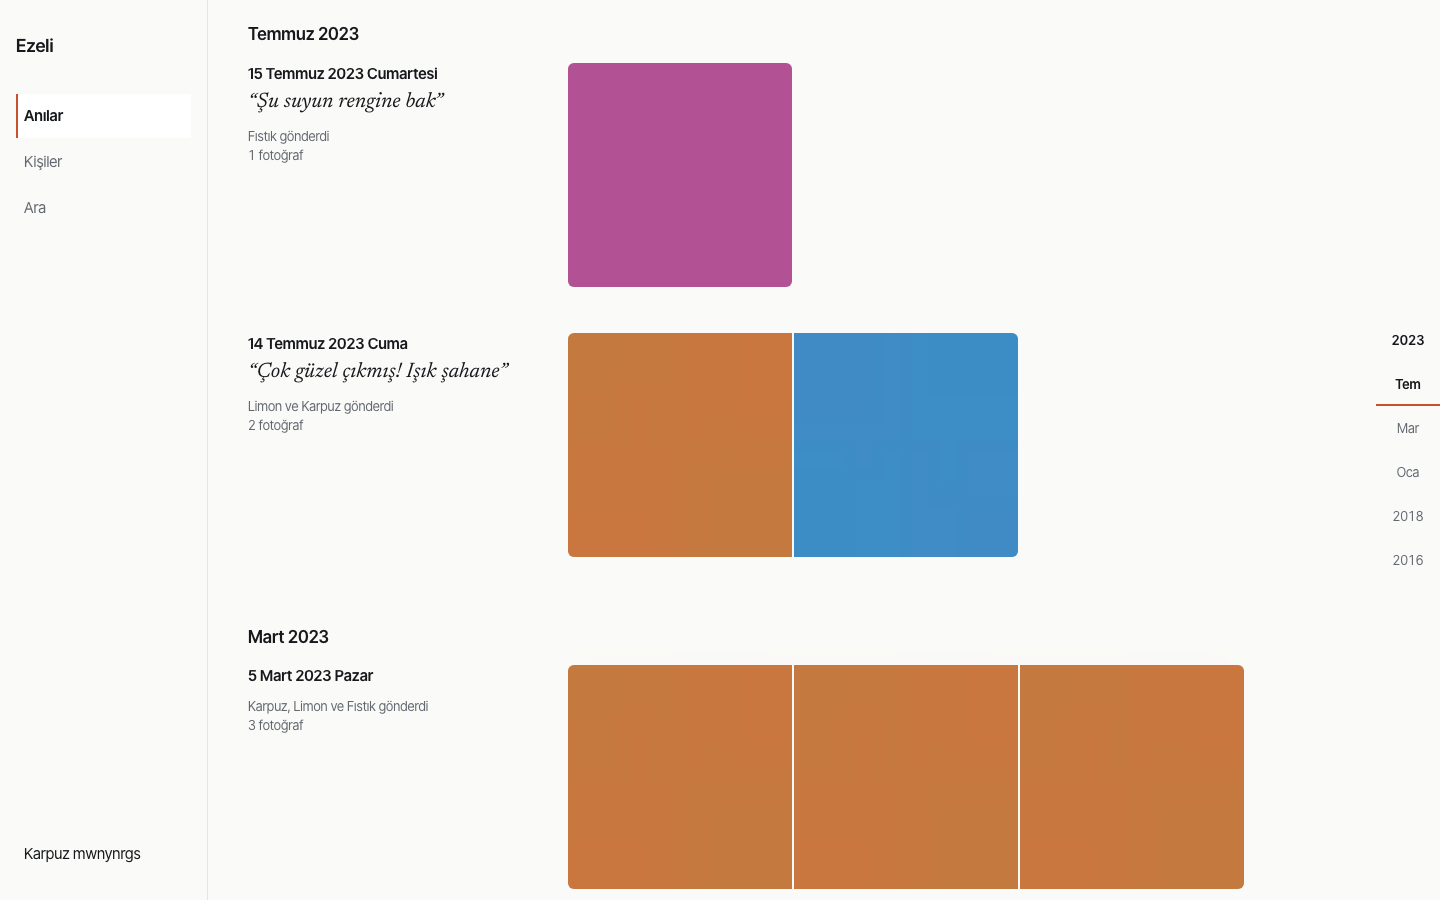 Ezeli
Anılar
Kişiler
Ara
Karpuz mwnynrgs
Temmuz 2023
15 Temmuz 2023 Cumartesi
“Şu suyun rengine bak”
Fıstık gönderdi
1 fotoğraf
14 Temmuz 2023 Cuma
“Çok güzel çıkmış! Işık şahane”
Limon ve Karpuz gönderdi
2 fotoğraf
Mart 2023
5 Mart 2023 Pazar
Karpuz, Limon ve Fıstık gönderdi
3 fotoğraf
2023
Tem
Mar
Oca
2018
2016